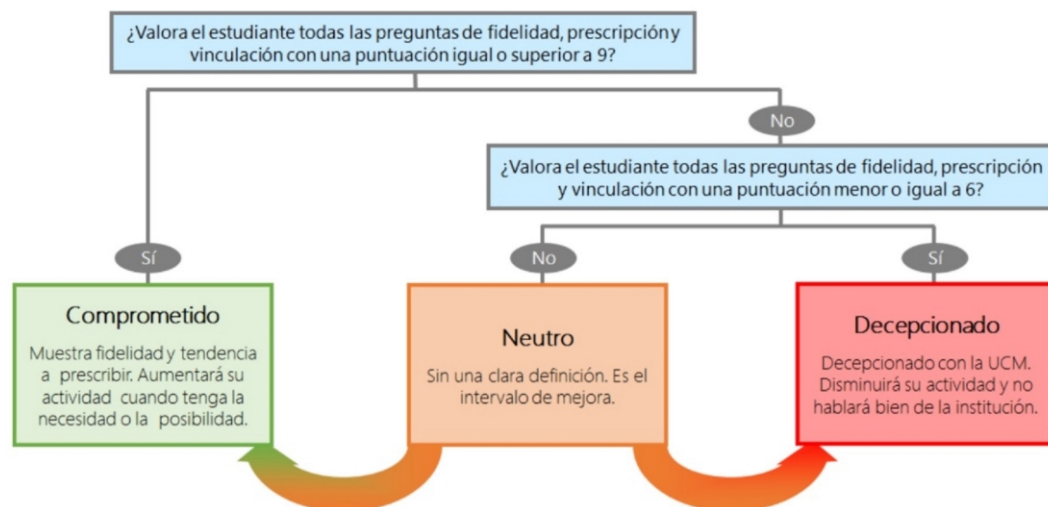 ¿Valora el estudiante todas las preguntas de fidelidad, prescripción y
vinculación con una puntuación igual o superior a 9?
No
¿Valora el estudiante todas las preguntas de fidelidad, prescripción
y vinculación con una puntuación menor o igual a 6?
Sí
No
Sí
Comprometido
Muestra fidelidad y tendencia
a prescribir. Aumentará su
actividad cuando tenga la
necesidad o la posibilidad.
Neutro
Sin una clara definición. Es el
intervalo de mejora.
Decepcionado
Decepcionado con la UCM.
Disminuirá su actividad y no
hablará bien de la institución.